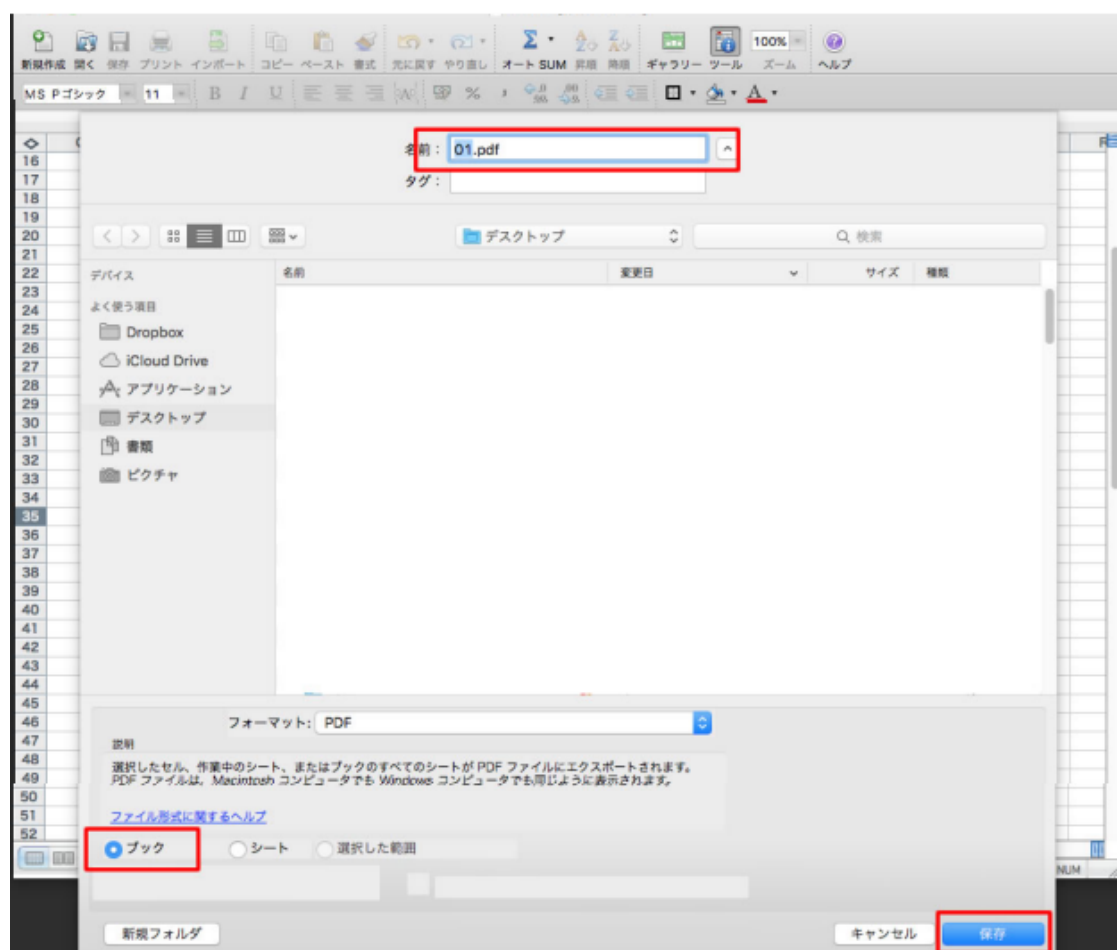 新規作成 開く 保存 プリント インポート コピー ペースト 書式 元に戻す やり直し オート SUM 昇順 降順 ギャラリー ツール ズーム ヘルプ
100%
MS Pゴシック 11 B I U %
名前： 01.pdf
タグ：
デスクトップ 検索
デバイス 名前 変更日 サイズ 種類
よく使う項目
Dropbox
iCloud Drive
アプリケーション
デスクトップ
書類
ピクチャ
16
17
18
19
20
21
22
23
24
25
26
27
28
29
30
31
32
33
34
35
36
37
38
39
40
41
42
43
44
45
46
47
48
49
50
51
52
フォーマット: PDF
説明
選択したセル、作業中のシート、またはブックのすべてのシートが PDF ファイルにエクスポートされます。
PDF ファイルは、Macintosh コンピュータでも Windows コンピュータでも同じように表示されます。
ファイル形式に関するヘルプ
ブック シート 選択した範囲
NUM
新規フォルダ キャンセル 保存